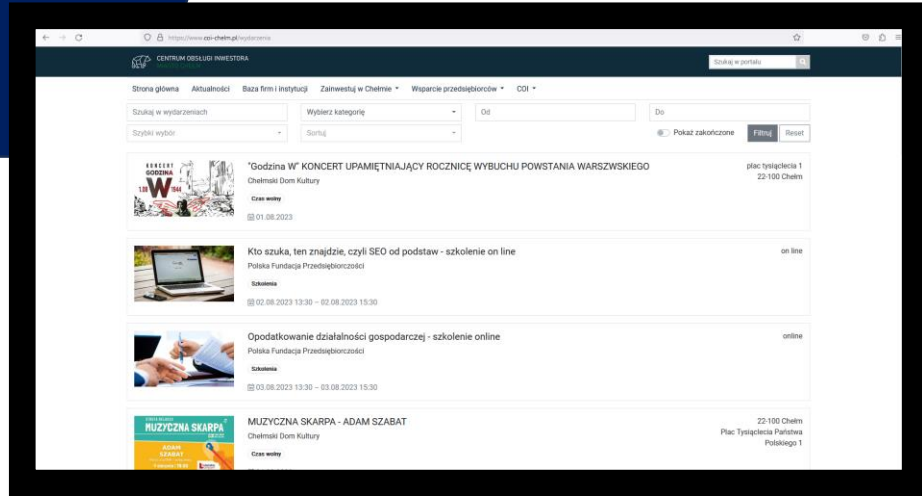 https://www.coi-chelm.pl/wydarzenia
CENTRUM OBSŁUGI INWESTORA
Szukaj w portalu
Strona główna Aktualności Baza firm i instytucji Zainwestuj w Chełmie Wsparcie przedsiębiorców COI
Szukaj w wydarzeniach Wybierz kategorię Od Do
Szybki wybór Sortuj Pokaż zakończone Filtruj Reset
KONCERT
GODZINA
W
1.08 1944
"Godzina W" KONCERT UPAMIĘTNIAJĄCY ROCZNICĘ WYBUCHU POWSTANIA WARSZWSKIEGO
plac tysiąclecia 1
22-100 Chełm
Chełmski Dom Kultury
Czas wolny
01.08.2023
Kto szuka, ten znajdzie, czyli SEO od podstaw - szkolenie on line
on line
Polska Fundacja Przedsiębiorczości
Szkolenia
02.08.2023 13:30 – 02.08.2023 15:30
Opodatkowanie działalności gospodarczej - szkolenie online
online
Polska Fundacja Przedsiębiorczości
Szkolenia
03.08.2023 13:30 – 03.08.2023 15:30
MUZYCZNA SKARPA
ADAM
SZABAT
MUZYCZNA SKARPA - ADAM SZABAT
22-100 Chełm
Plac Tysiąclecia Państwa
Polskiego 1
Chełmski Dom Kultury
Czas wolny